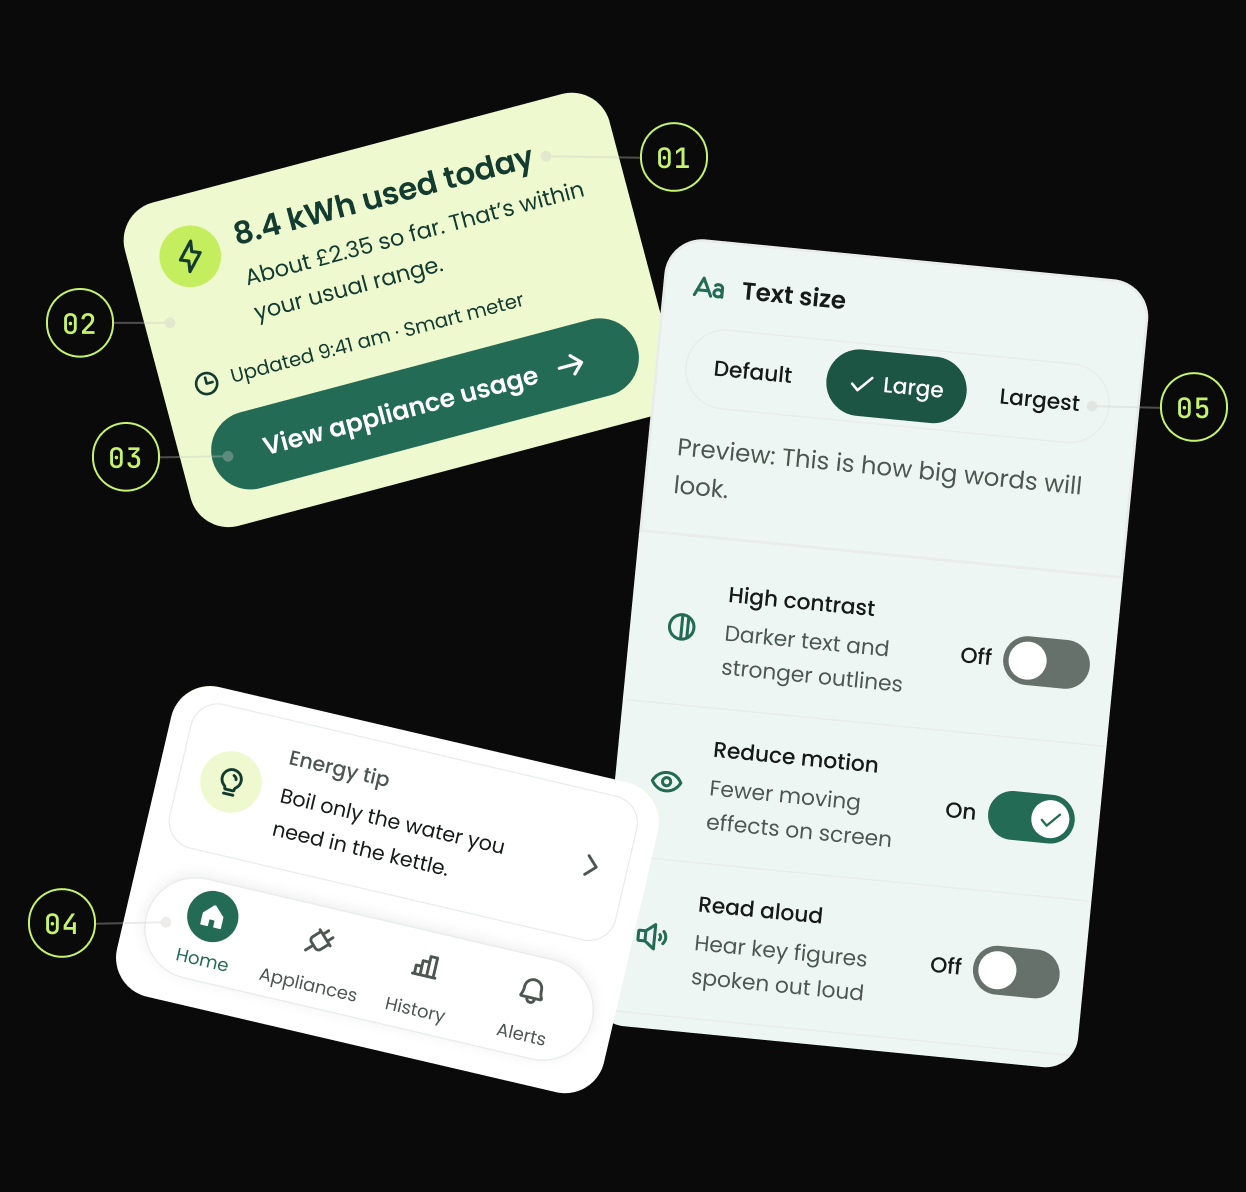 01
8.4 kWh used today
About £2.35 so far. That's within
your usual range.
02
Updated 9:41 am · Smart meter
03
View appliance usage
Aa Text size
Default
Large
Largest
05
Preview: This is how big words will
look.
High contrast
Darker text and
stronger outlines
Off
Reduce motion
Fewer moving
effects on screen
On
Read aloud
Hear key figures
spoken out loud
Off
Energy tip
Boil only the water you
need in the kettle.
04
Home
Appliances
History
Alerts